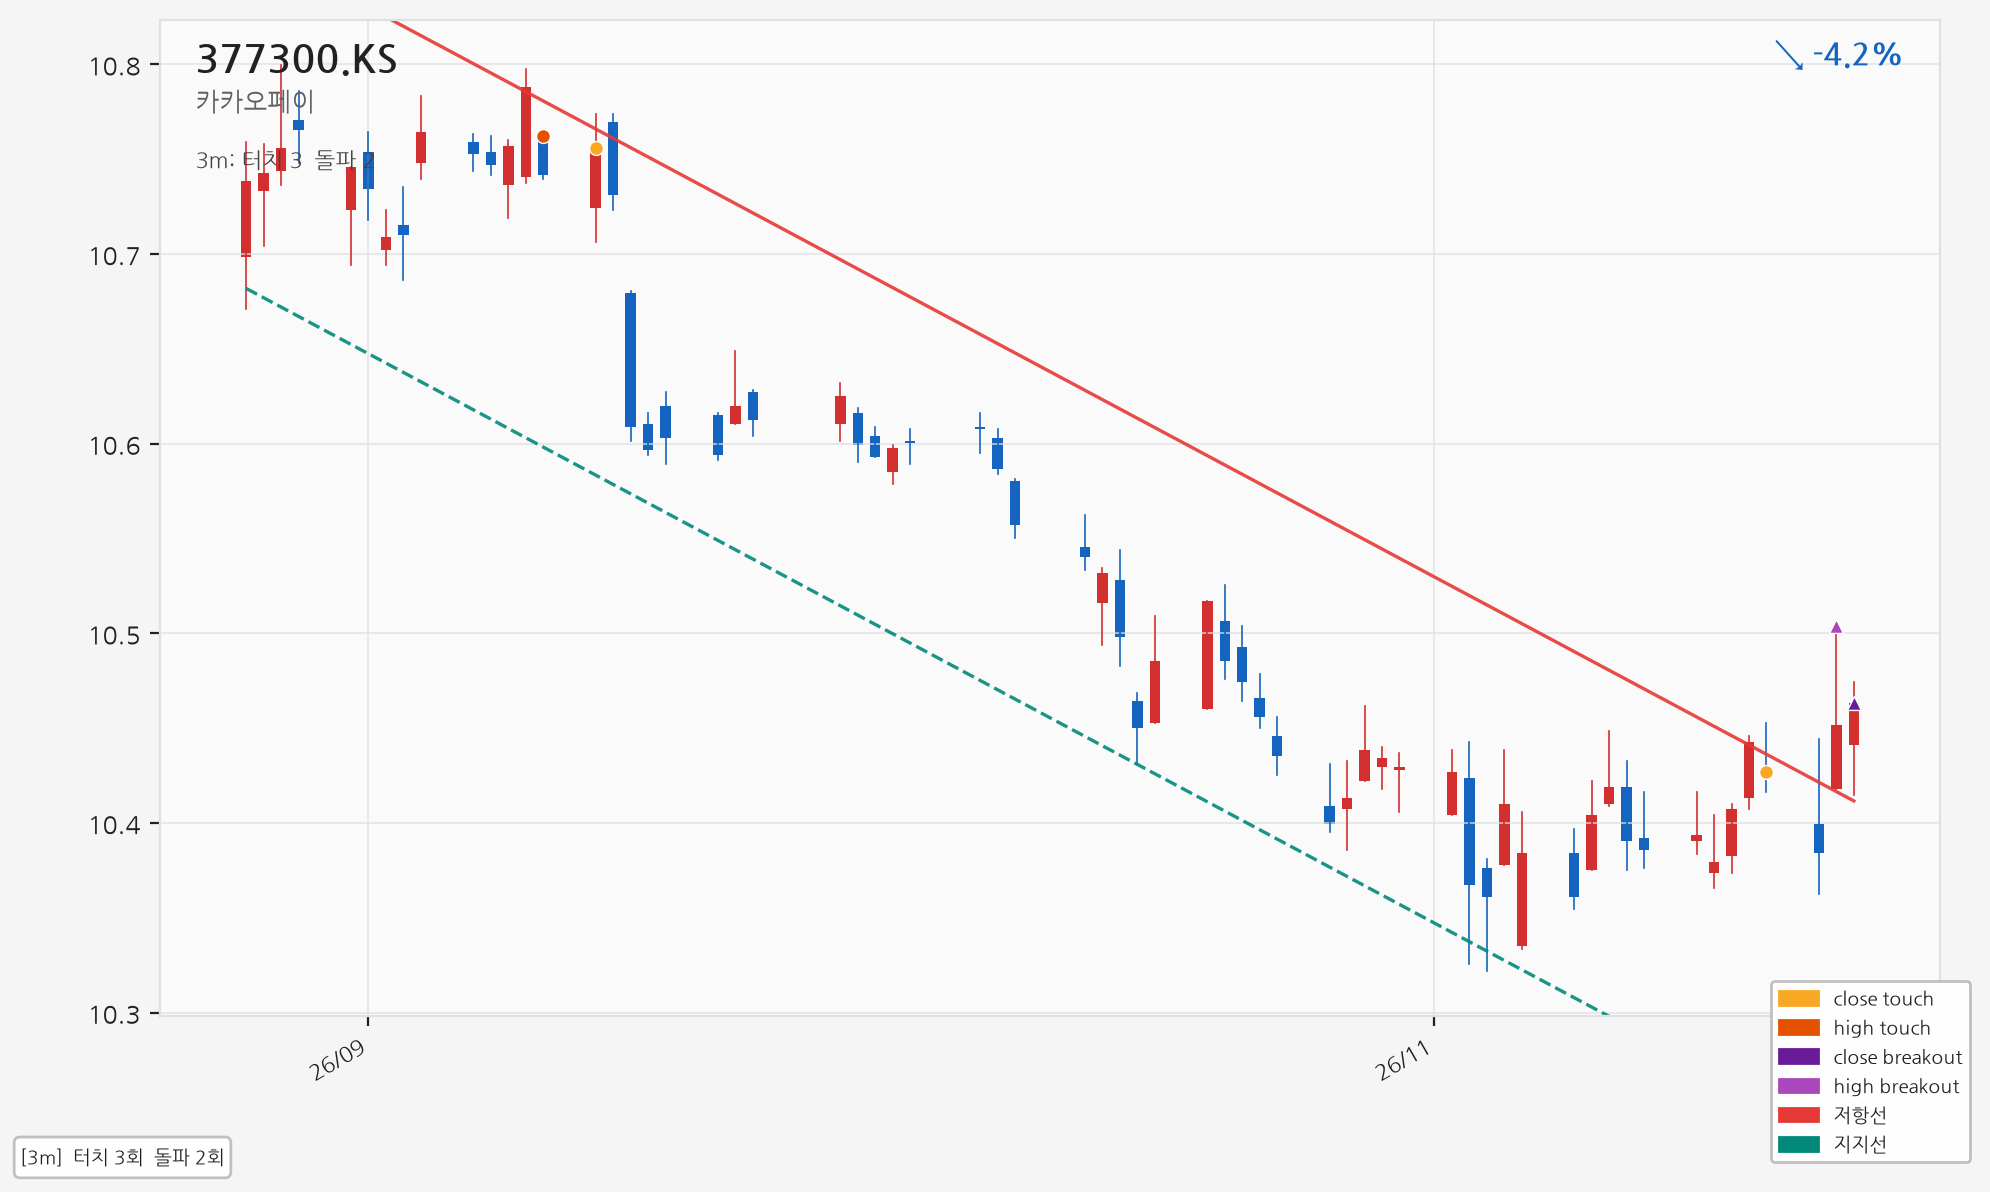 377300.KS
카카오페이
3m: 터치 3 돌파 2
-4.2%
10.8
10.7
10.6
10.5
10.4
10.3
26/09
26/11
close touch
high touch
close breakout
high breakout
저항선
지지선
[3m] 터치 3회 돌파 2회